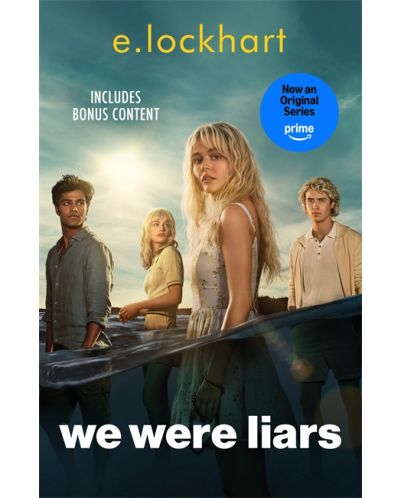 e.lockhart
INCLUDES
BONUS CONTENT
Now an
Original
Series
prime
we were liars